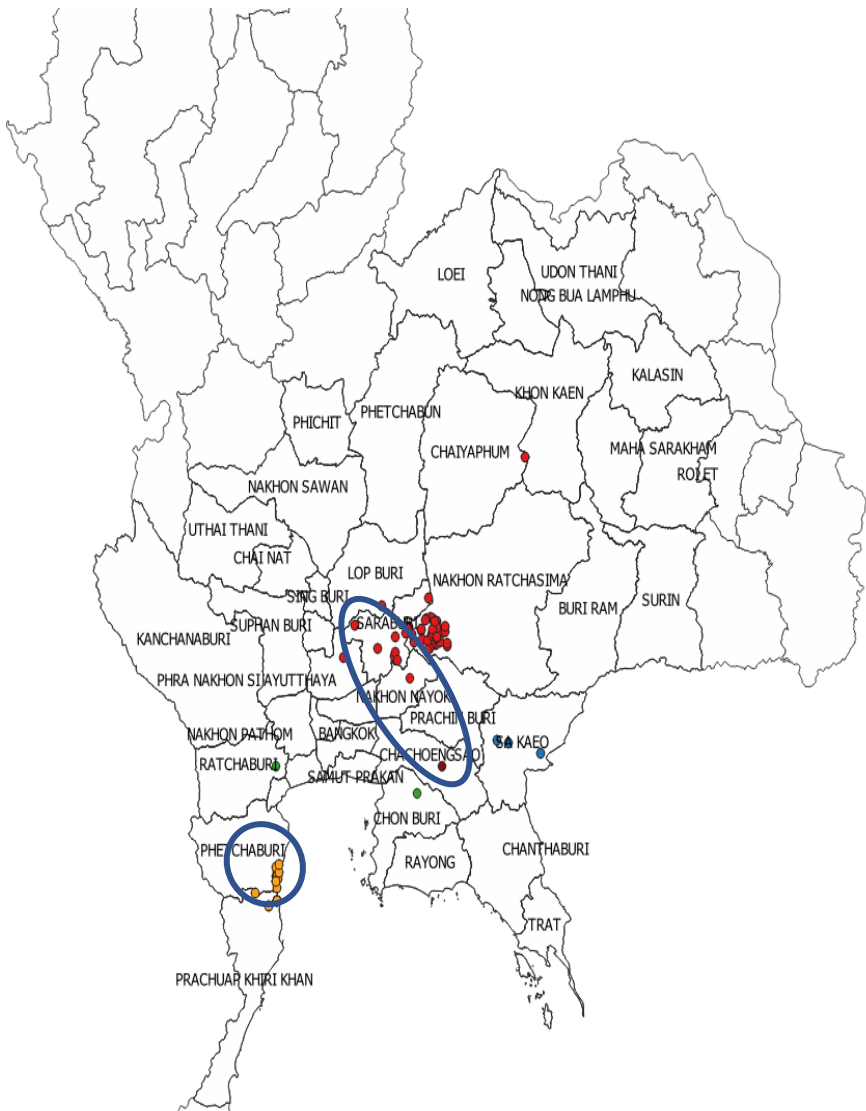 LOEI
UDON THANI
NONG BUA LAMPHU
KALASIN
KHON KAEN
PHETCHABUN
PHICHIT
CHAIYAPHUM
MAHA SARAKHAM
ROI ET
NAKHON SAWAN
UTHAI THANI
CHAI NAT
LOP BURI
NAKHON RATCHASIMA
SING BURI
BURI RAM
SURIN
SUPHAN BURI
SARABURI
KANCHANABURI
PHRA NAKHON SI AYUTTHAYA
NAKHON NAYOK
PRACHIN BURI
NAKHON PATHOM
BANGKOK
SA KAEO
CHACHOENGSAO
RATCHABURI
SAMUT PRAKAN
CHON BURI
PHETCHABURI
CHANTHABURI
RAYONG
TRAT
PRACHUAP KHIRI KHAN